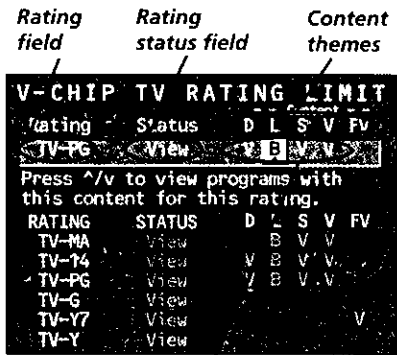 Rating field
Rating status field
Content themes
V-CHIP TV RATING LIMIT
Content
Rating Status D L S V FV
TV-PG View V B V V
Press ^/v to view programs with
this content for this rating.
RATING STATUS D L S V FV
TV-MA View B V V
TV-14 View V B V V
TV-PG View V B V V
TV-G View
TV-Y7 View V
TV-Y View